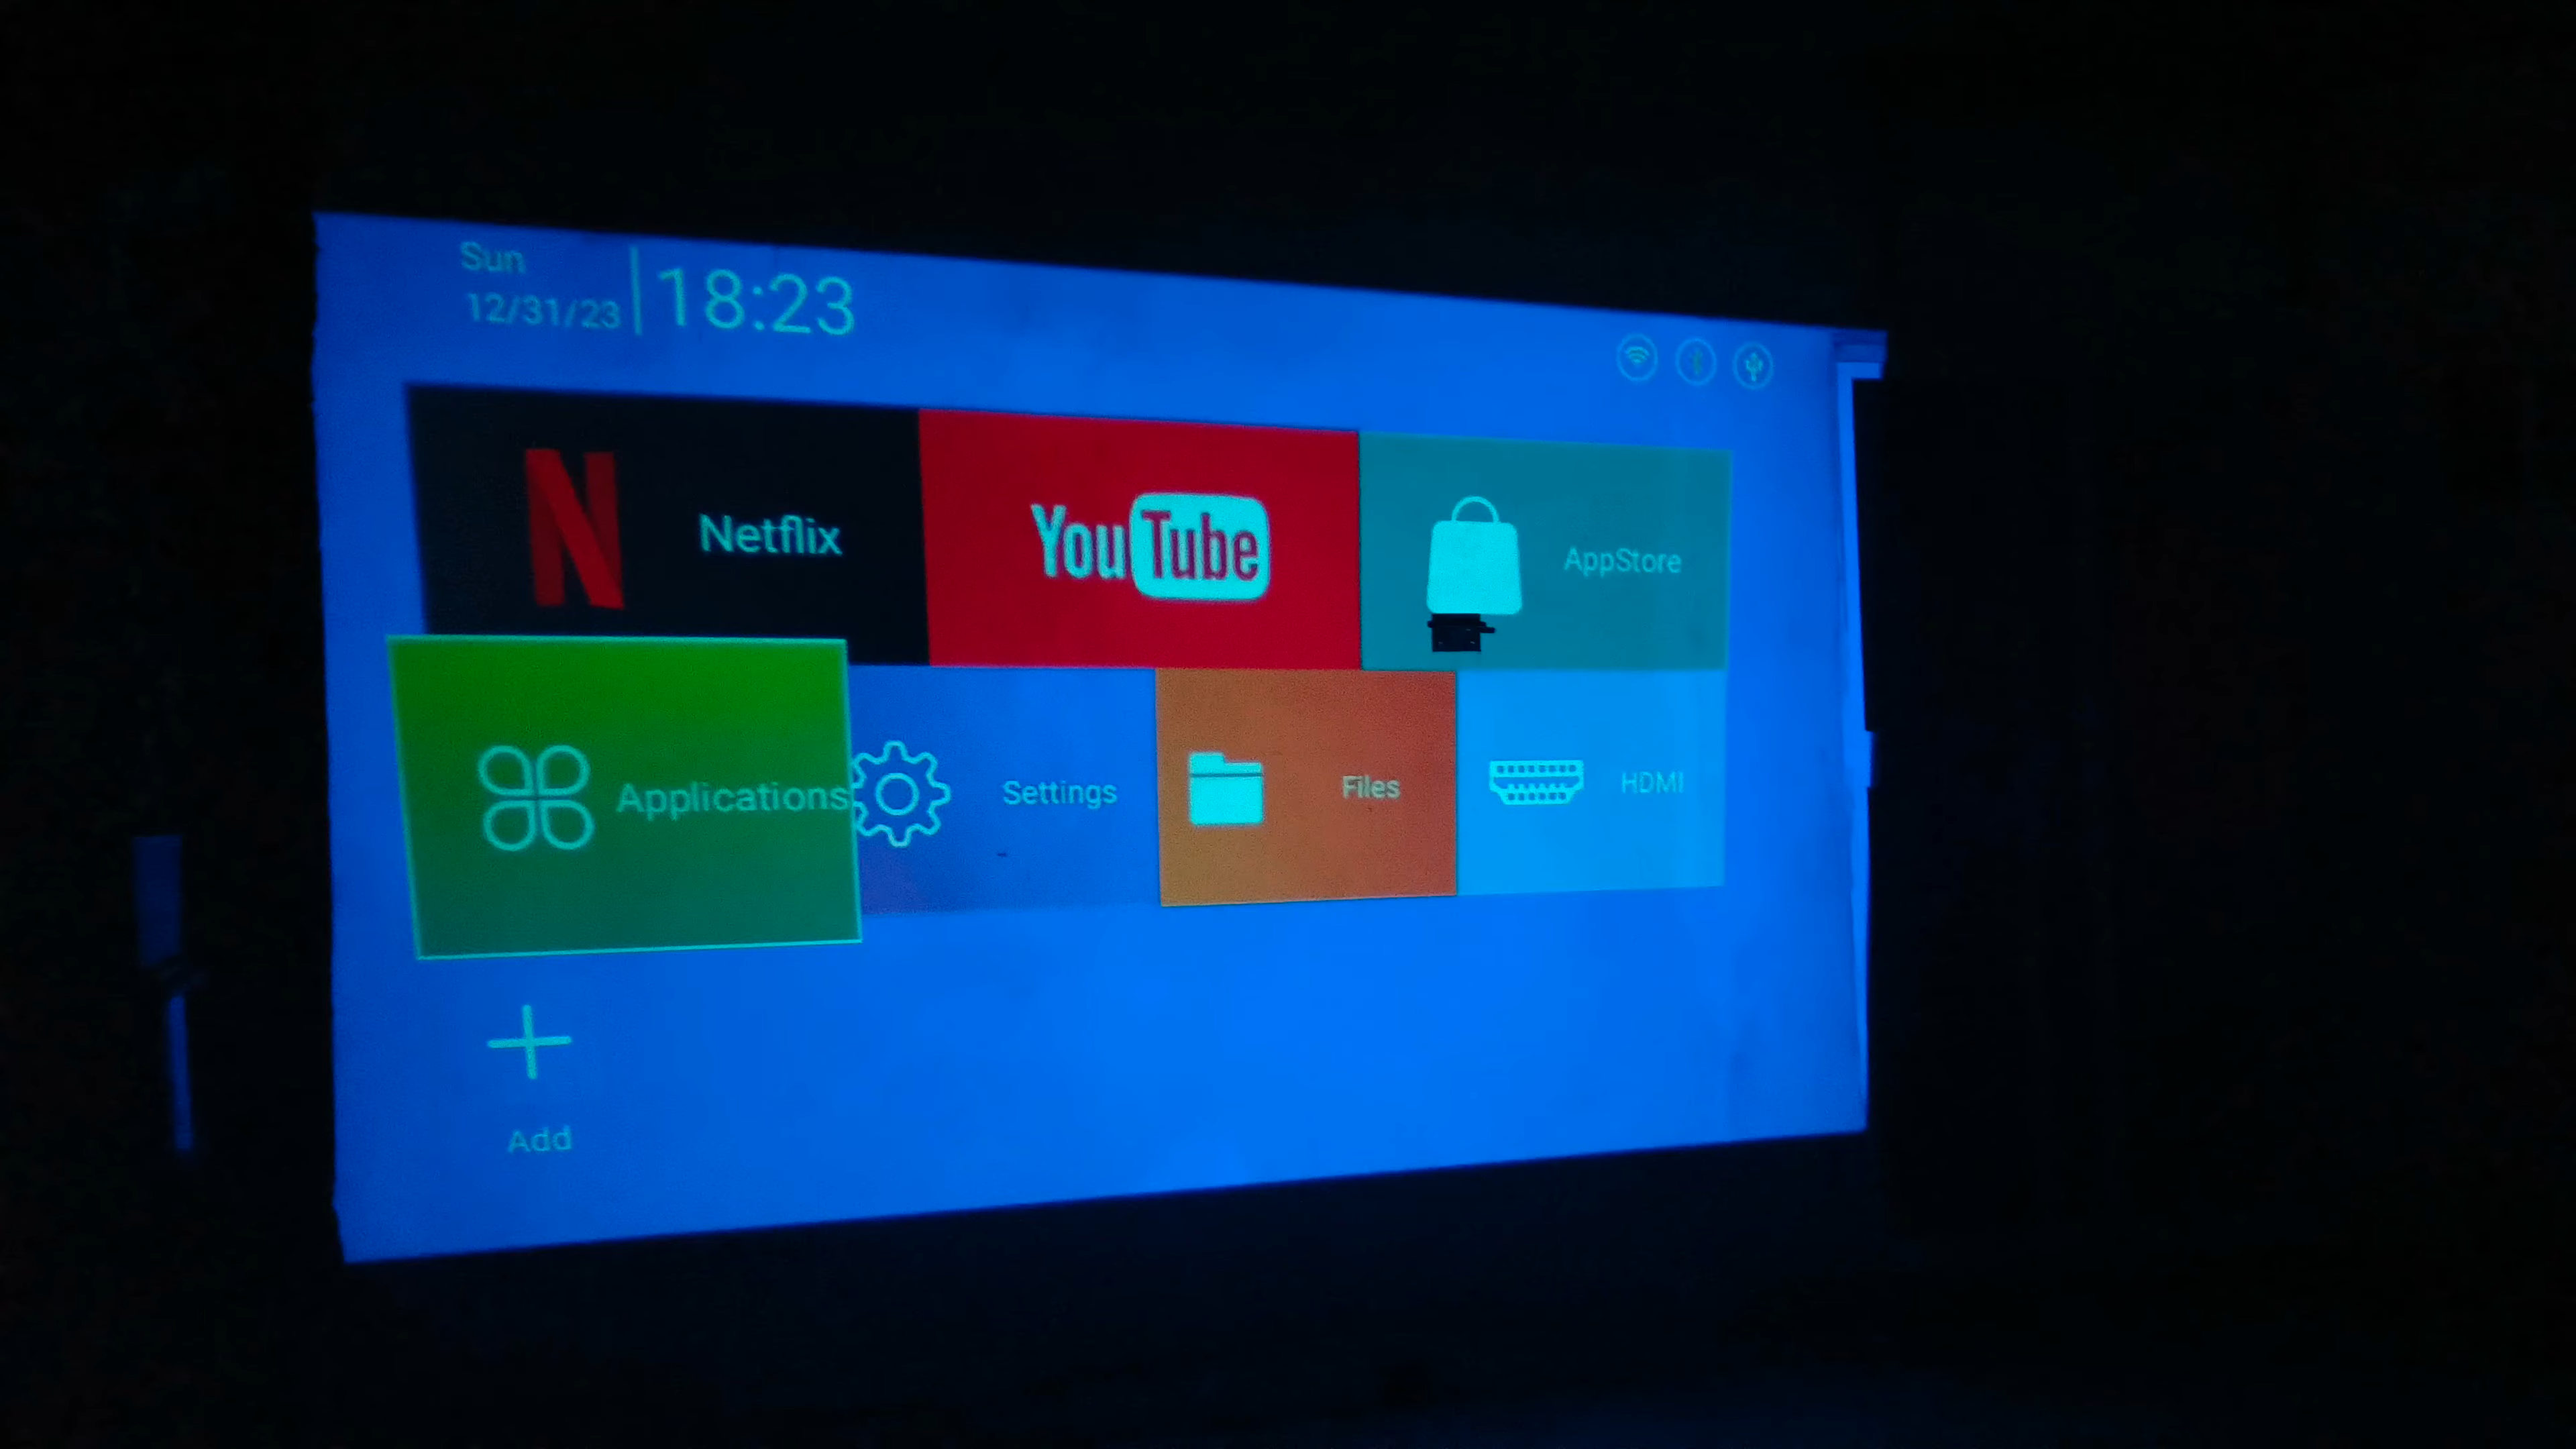 Sun
12/31/23
18:23
Netflix
YouTube
AppStore
Applications
Settings
Files
HDMI
Add